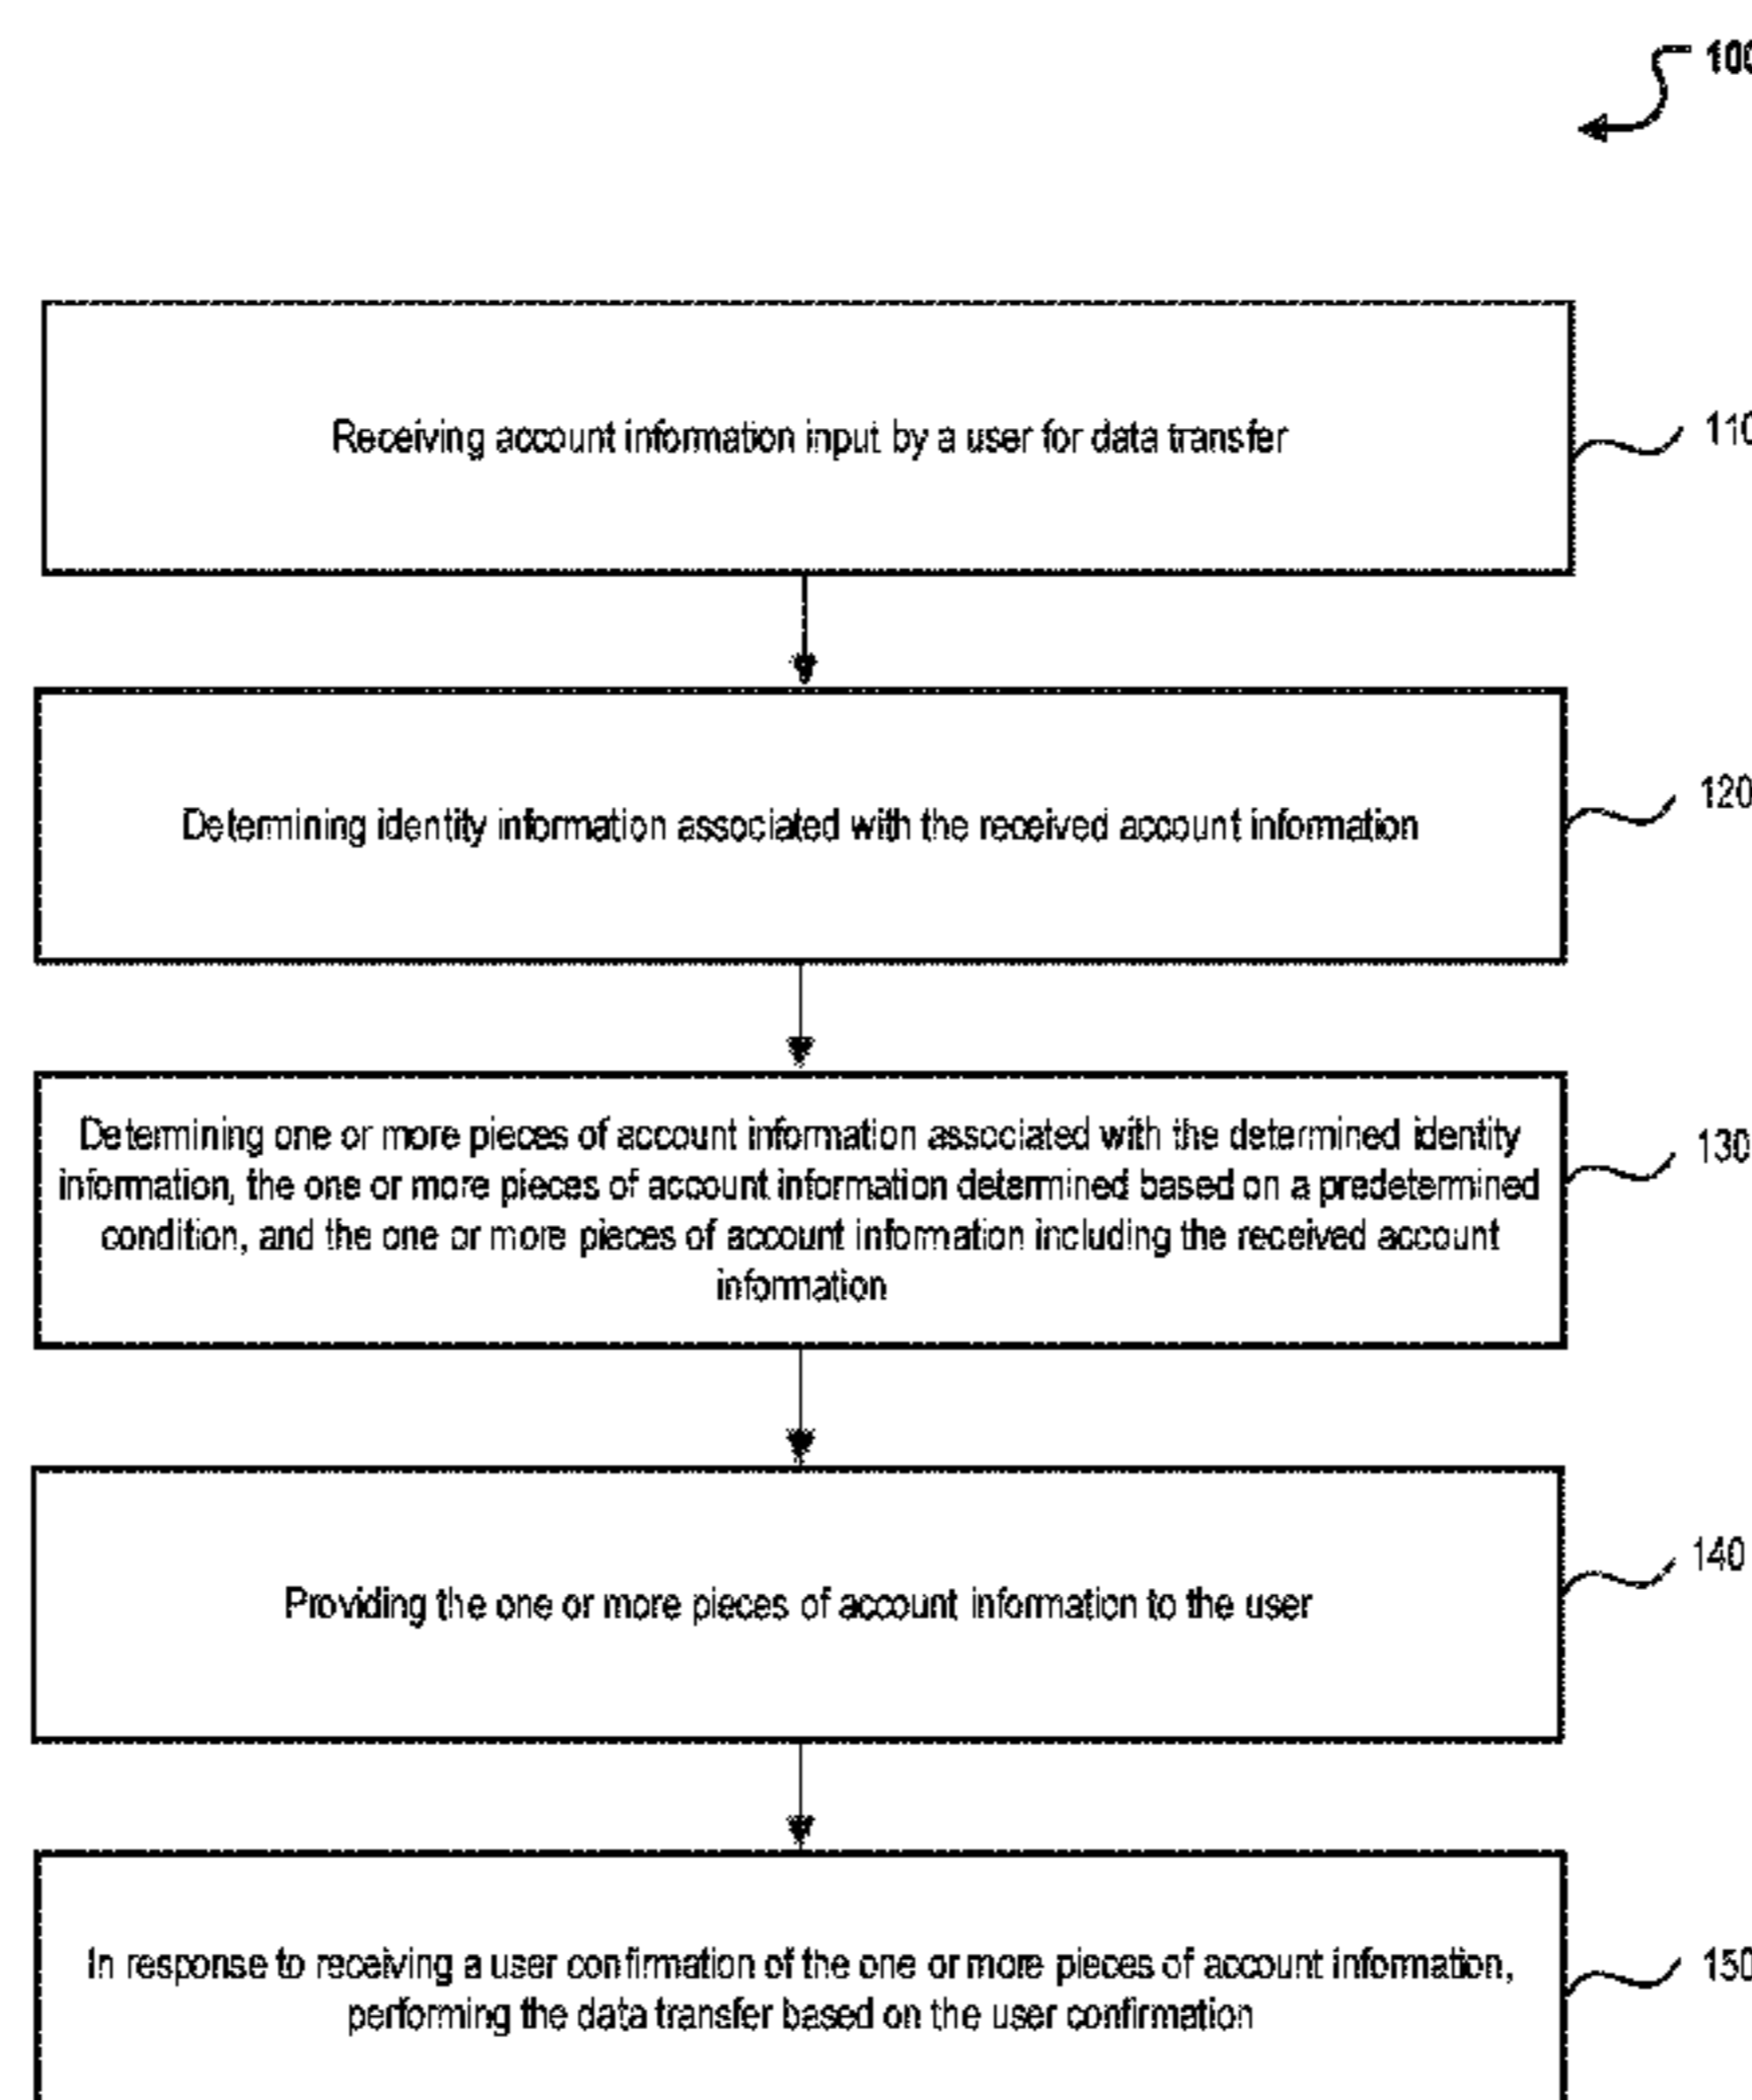 100
Receiving account information input by a user for data transfer
110
Determining identity information associated with the received account information
120
Determining one or more pieces of account information associated with the determined identity
information, the one or more pieces of account information determined based on a predetermined
condition, and the one or more pieces of account information including the received account
information
130
Providing the one or more pieces of account information to the user
140
In response to receiving a user confirmation of the one or more pieces of account information,
performing the data transfer based on the user confirmation
150